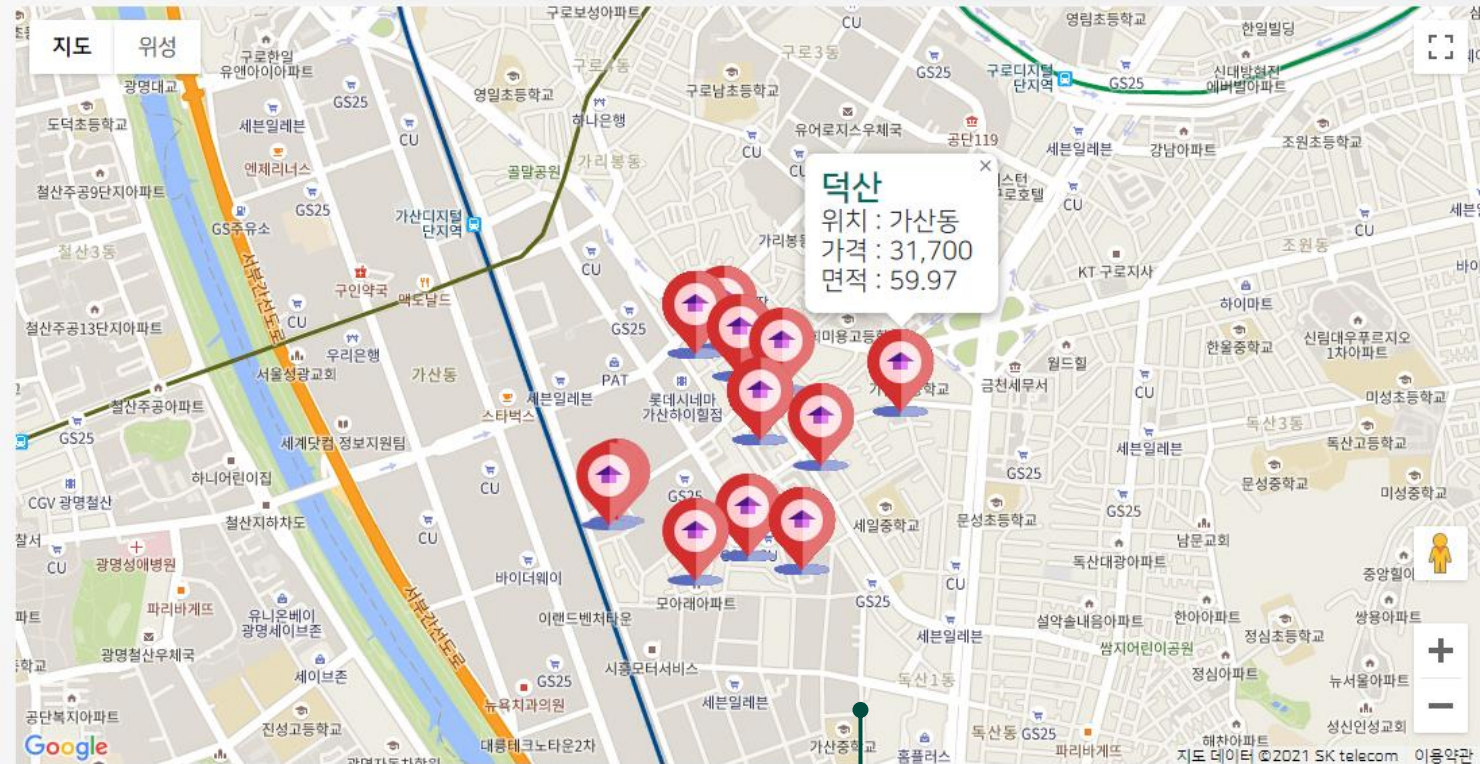 구로보성아파트
CU
영림초등학교
한일빌딩
지도
위성
구로한일
유앤아이아파트
구로3동
GS25
구로디지털
단지역
GS25
신대방현진
에버빌아파트
광명대교
GS25
영일초등학교
구로남초등학교
도덕초등학교
세븐일레븐
CU
하나은행
유어로지스우체국
공단119
CU
세븐일레븐
강남아파트
조원초등학교
엔제리너스
골말공원
가리봉동
철산주공9단지아파트
GS25
덕산
위치 : 가산동
가격 : 31,700
면적 : 59.97
CU
GS주유소
가산디지털
단지역
CU
철산3동
서부간선도로
조원동
구인약국
맥도날드
CU
KT 구로지사
하이마트
철산주공13단지아파트
CU
GS25
우리은행
서울성광교회
가산동
PAT
월드힐
한울중학교
신림대우푸르지오
1차아파트
금천세무서
CU
철산주공아파트
스타벅스
세븐일레븐
롯데시네마
가산하이힐점
미성초등학교
GS25
세계닷컴 정보지원팀
독산3동
독산고등학교
세븐일레븐
하니어린이집
CU
GS25
GS25
문성중학교
미성중학교
CGV 광명철산
철산지하차도
세일중학교
문성초등학교
GS25
CU
남문교회
CU
광명성애병원
독산대광아파트
바이더웨이
CU
파리바게뜨
유니온베이
광명세이브존
서부간선도로
이랜드벤처타운
모아래아파트
GS25
설악솔내음아파트
한아아파트
쌍용아파트
세븐일레븐
정심초등학교
광명철산우체국
쌈지어린이공원
시흥모터서비스
세이브존
GS25
독산1동
정심아파트
뉴서울아파트
뉴욕치과의원
세븐일레븐
공단복지아파트
진성고등학교
독산동
GS25
성신인성교회
Google
대륭테크노타운2차
가산중학교
홈플러스
파리바게뜨
해찬아파트
지도 데이터 ©2021 SK telecom
이용약관